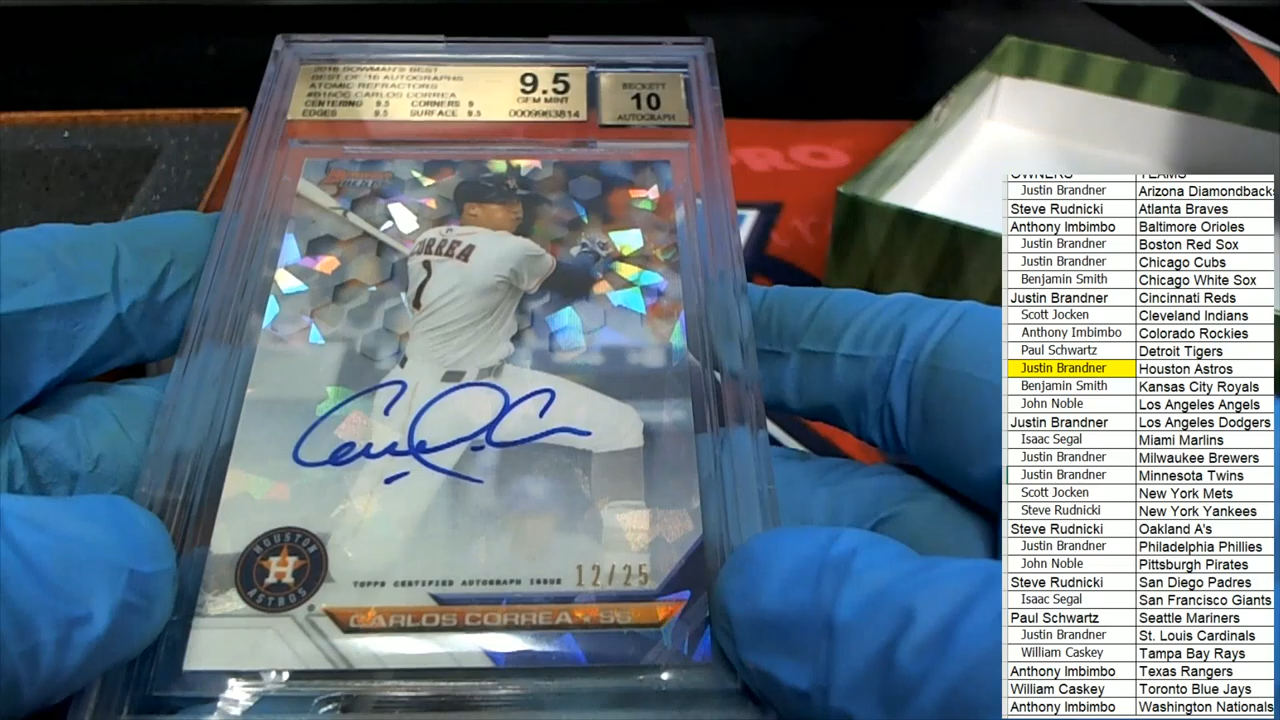 2016 BOWMAN'S BEST
BEST OF '16 AUTOGRAPHS
ATOMIC REFRACTORS
#B16CC CARLOS CORREA
CENTERING 9.5 CORNERS 9
EDGES 9.5 SURFACE 9.5
9.5
GEM MINT
0009963814
BECKETT
10
AUTOGRAPH
PRO
CORREA
1
HOUSTON
H
ASTROS
TOPPS CERTIFIED AUTOGRAPH ISSUE 12/25
CARLOS CORREA • SS
OWNERS TEAMS
Justin Brandner Arizona Diamondback
Steve Rudnicki Atlanta Braves
Anthony Imbimbo Baltimore Orioles
Justin Brandner Boston Red Sox
Justin Brandner Chicago Cubs
Benjamin Smith Chicago White Sox
Justin Brandner Cincinnati Reds
Scott Jocken Cleveland Indians
Anthony Imbimbo Colorado Rockies
Paul Schwartz Detroit Tigers
Justin Brandner Houston Astros
Benjamin Smith Kansas City Royals
John Noble Los Angeles Angels
Justin Brandner Los Angeles Dodgers
Isaac Segal Miami Marlins
Justin Brandner Milwaukee Brewers
Justin Brandner Minnesota Twins
Scott Jocken New York Mets
Steve Rudnicki New York Yankees
Steve Rudnicki Oakland A's
Justin Brandner Philadelphia Phillies
John Noble Pittsburgh Pirates
Steve Rudnicki San Diego Padres
Isaac Segal San Francisco Giants
Paul Schwartz Seattle Mariners
Justin Brandner St. Louis Cardinals
William Caskey Tampa Bay Rays
Anthony Imbimbo Texas Rangers
William Caskey Toronto Blue Jays
Anthony Imbimbo Washington Nationals